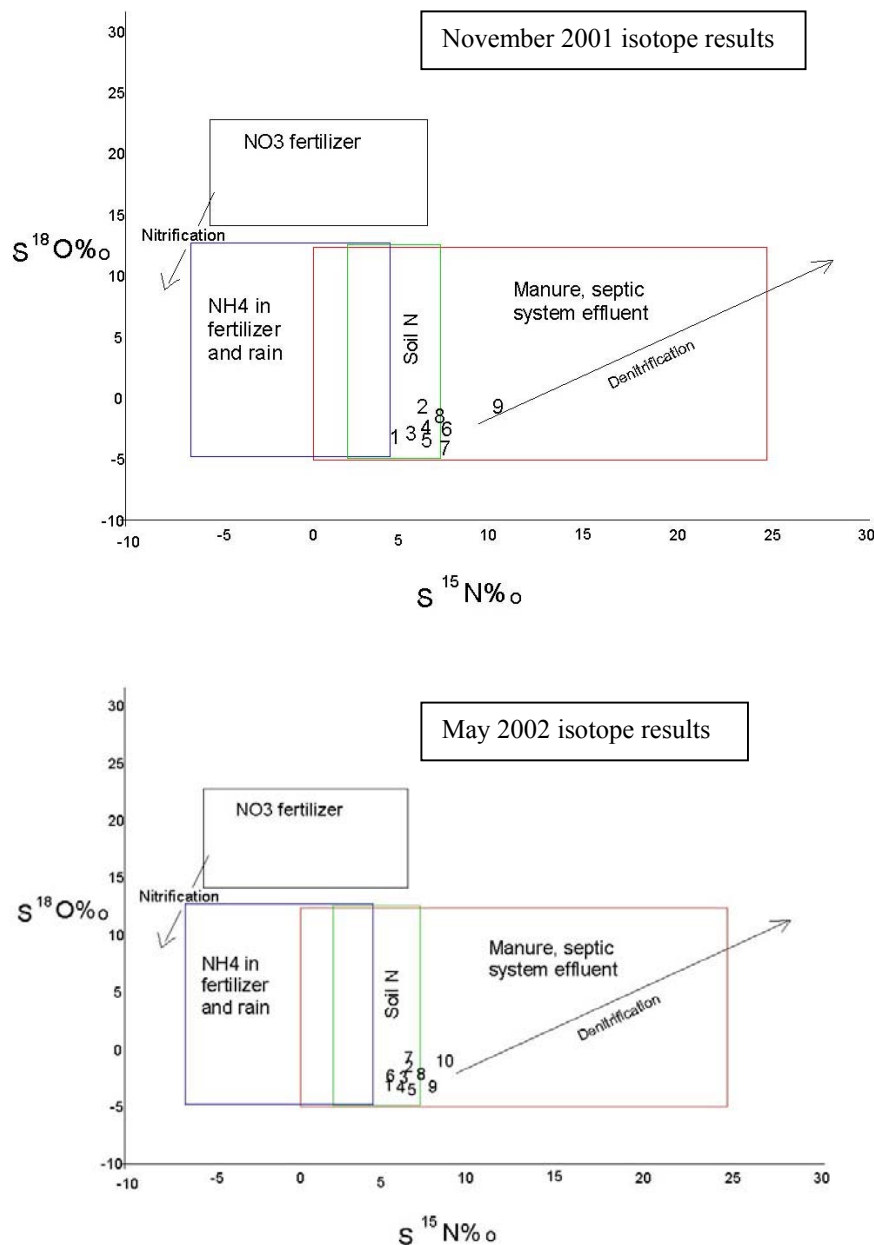 November 2001 isotope results
30
25
NO3 fertilizer
20
15
Nitrification
S 18 O%o
10
NH4 in
fertilizer
and rain
Soil N
Manure, septic
system effluent
Denitrification
5
0
2 8 9
1 3 4 5 6 7
-5
-10
-10 -5 0 5 10 15 20 25 30
S 15 N%o
May 2002 isotope results
30
25
NO3 fertilizer
20
15
Nitrification
S 18 O%o
10
NH4 in
fertilizer
and rain
Soil N
Manure, septic
system effluent
Denitrification
5
0
7 2 10
6 3 8
1 4 5 9
-5
-10
-10 -5 0 5 10 15 20 25 30
S 15 N%o